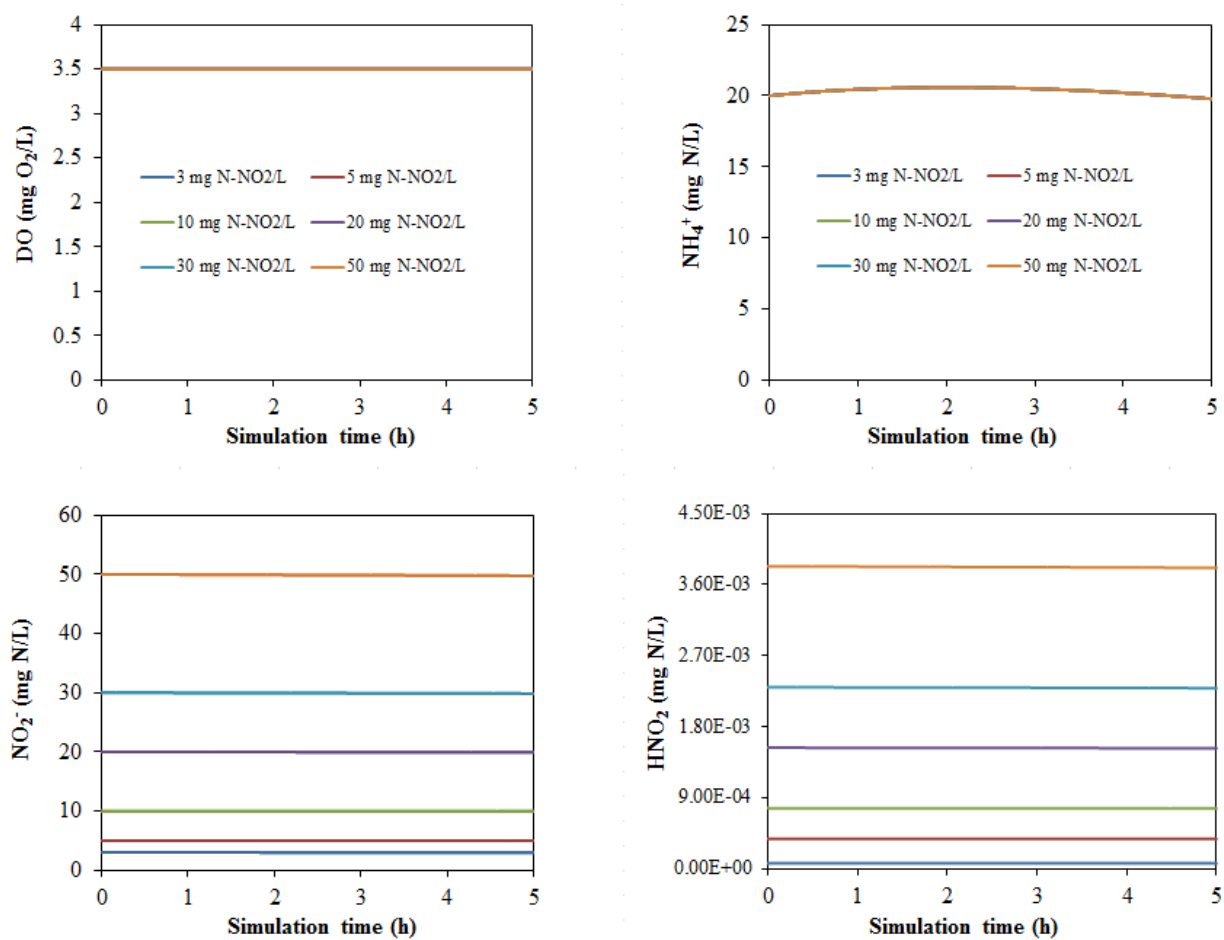 4
3.5
3
2.5
2
1.5
1
0.5
0
DO (mg O₂/L)
3 mg N-NO2/L 5 mg N-NO2/L
10 mg N-NO2/L 20 mg N-NO2/L
30 mg N-NO2/L 50 mg N-NO2/L
0 1 2 3 4 5
Simulation time (h)
25
20
15
10
5
0
NH₄⁺ (mg N/L)
3 mg N-NO2/L 5 mg N-NO2/L
10 mg N-NO2/L 20 mg N-NO2/L
30 mg N-NO2/L 50 mg N-NO2/L
0 1 2 3 4 5
Simulation time (h)
60
50
40
30
20
10
0
NO₂⁻ (mg N/L)
0 1 2 3 4 5
Simulation time (h)
4.50E-03
3.60E-03
2.70E-03
1.80E-03
9.00E-04
0.00E+00
HNO₂ (mg N/L)
0 1 2 3 4 5
Simulation time (h)